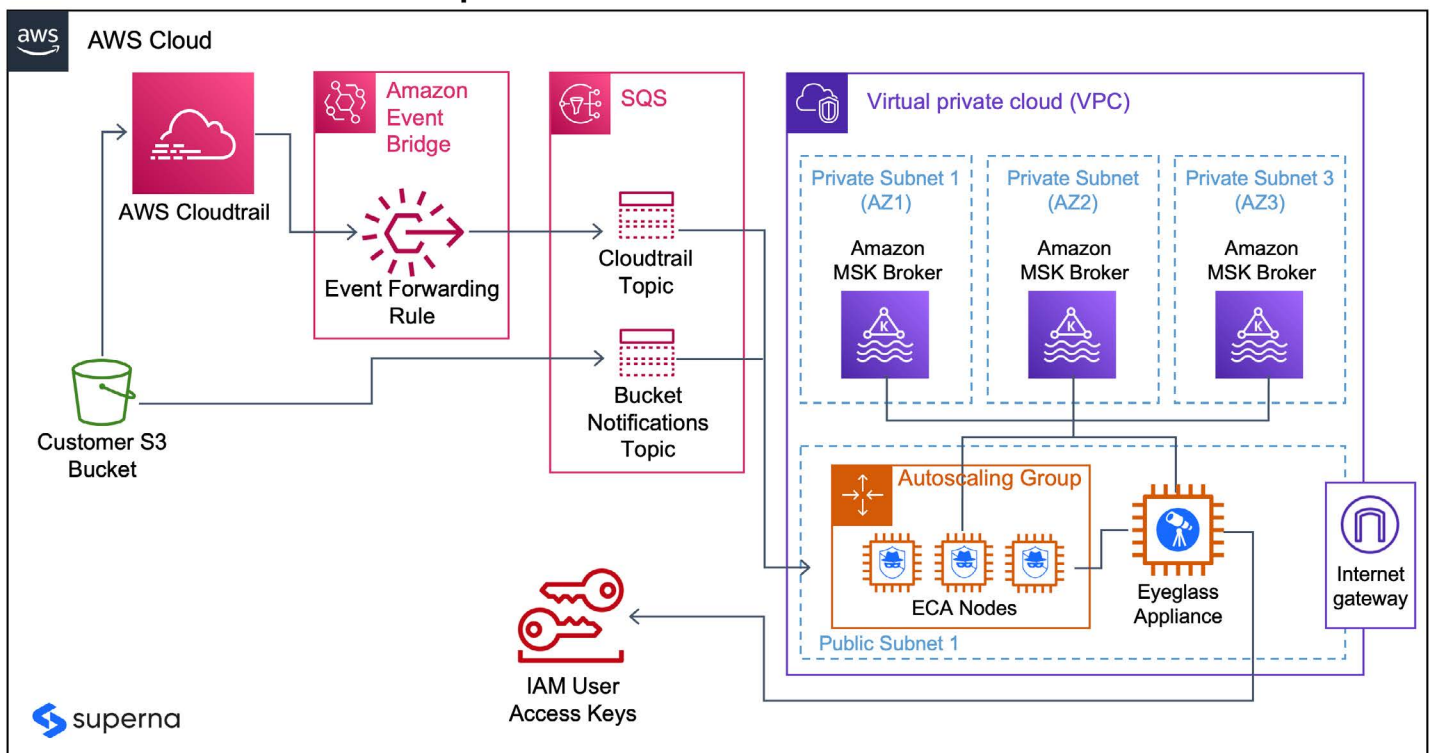 aws
AWS Cloud
AWS Cloudtrail
Amazon
Event
Bridge
Event Forwarding
Rule
SQS
Cloudtrail
Topic
Bucket
Notifications
Topic
Customer S3
Bucket
Virtual private cloud (VPC)
Private Subnet 1
(AZ1)
Amazon
MSK Broker
K
Private Subnet
(AZ2)
Amazon
MSK Broker
K
Private Subnet 3
(AZ3)
Amazon
MSK Broker
K
Autoscaling Group
ECA Nodes
Public Subnet 1
Eyeglass
Appliance
Internet
gateway
IAM User
Access Keys
superna